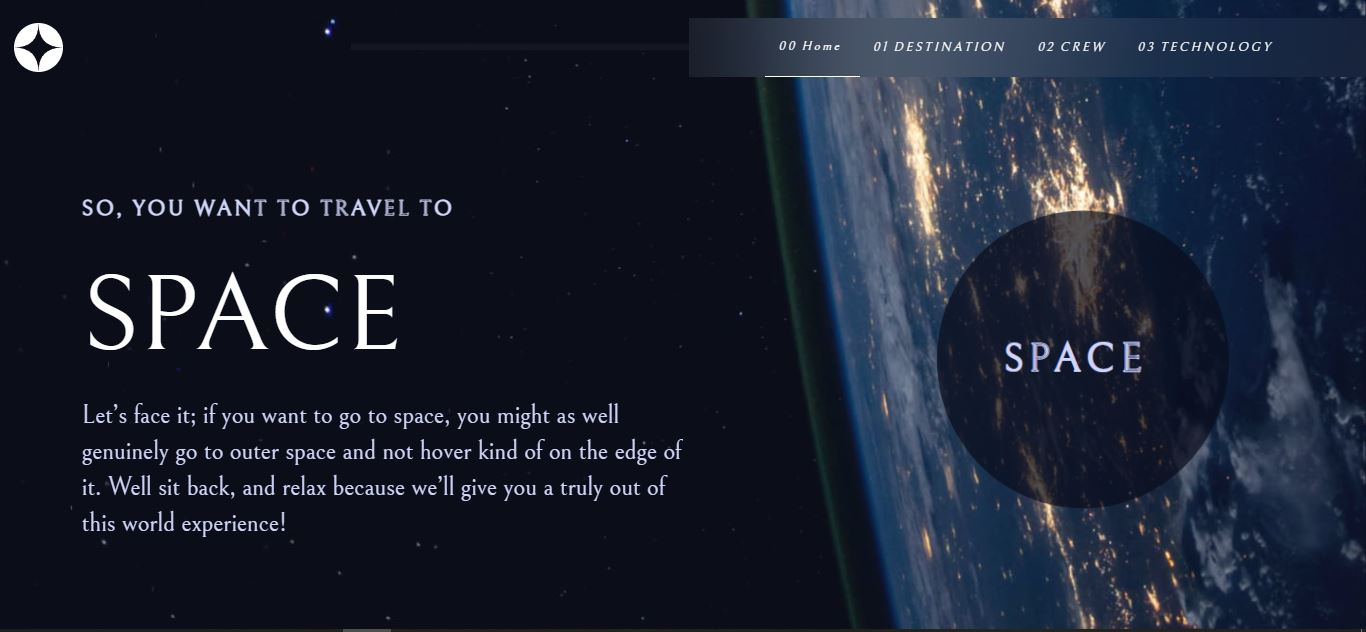 00 Home 01 DESTINATION 02 CREW 03 TECHNOLOGY
SO, YOU WANT TO TRAVEL TO
SPACE
Let’s face it; if you want to go to space, you might as well
genuinely go to outer space and not hover kind of on the edge of
it. Well sit back, and relax because we’ll give you a truly out of
this world experience!
SPACE